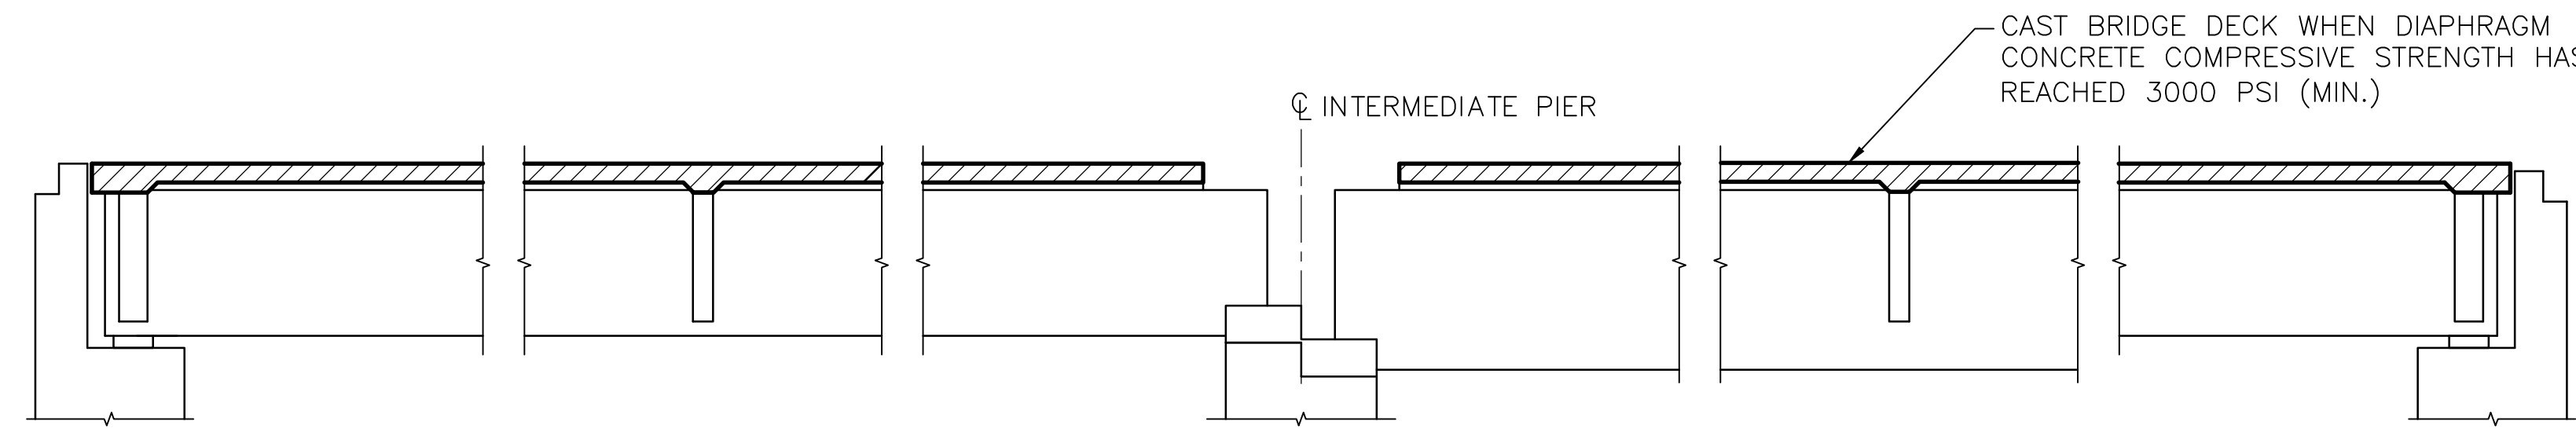 CAST BRIDGE DECK WHEN DIAPHRAGM
CONCRETE COMPRESSIVE STRENGTH HAS
REACHED 3000 PSI (MIN.)
℄ INTERMEDIATE PIER